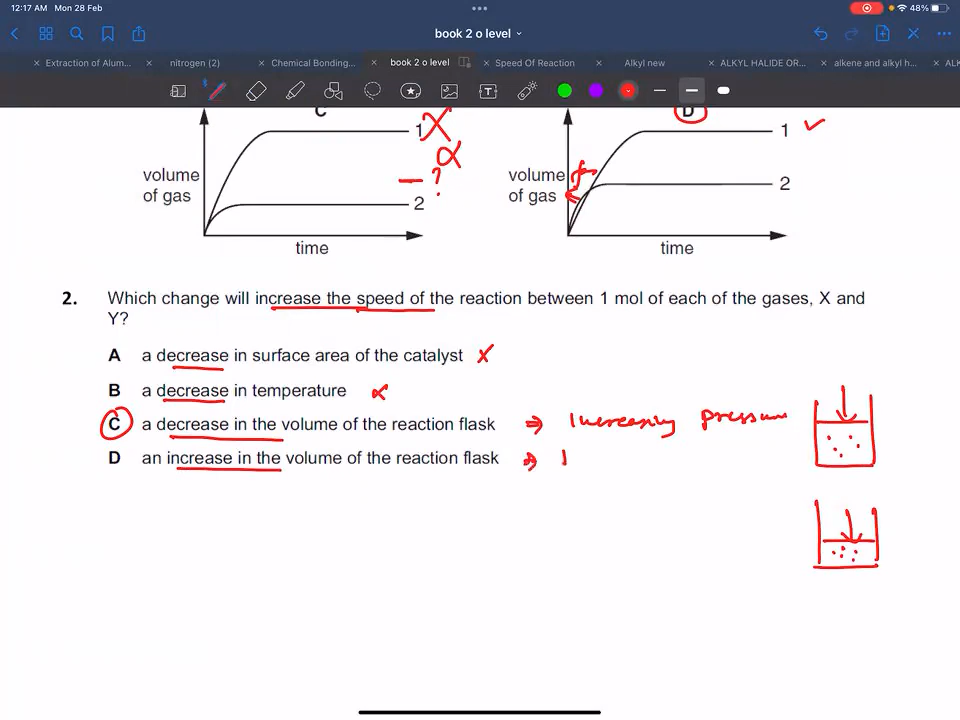 12:17 AM Mon 28 Feb
48%
book 2 o level
Extraction of Alum...
nitrogen (2)
Chemical Bonding...
book 2 o level
Speed Of Reaction
Alkyl new
ALKYL HALIDE OR...
alkene and alkyl h...
ALK
C
D
1
1
volume
of gas
?
2
time
volume
of gas
2
time
2. Which change will increase the speed of the reaction between 1 mol of each of the gases, X and
Y?
A a decrease in surface area of the catalyst
B a decrease in temperature
C a decrease in the volume of the reaction flask ⇒ Increasing pressure
D an increase in the volume of the reaction flask ⇒